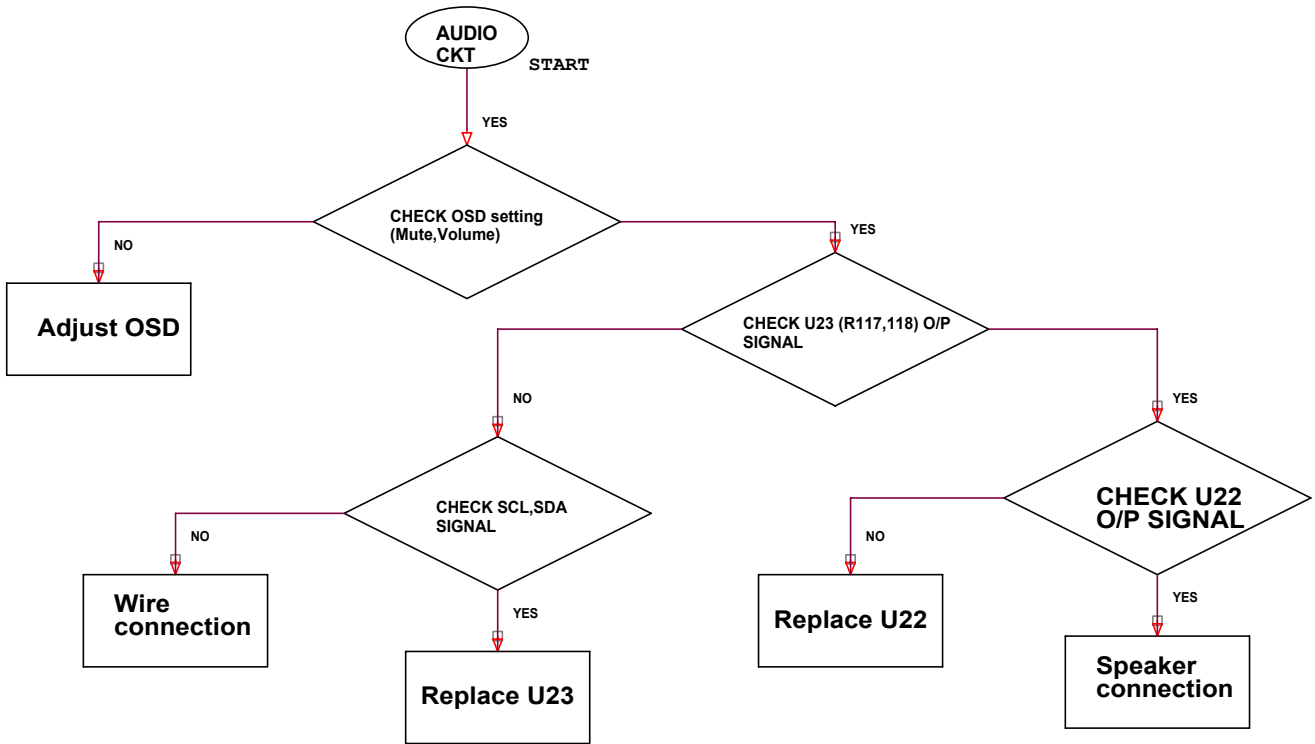 AUDIO
CKT
START
YES
CHECK OSD setting
(Mute,Volume)
NO
YES
Adjust OSD
CHECK U23 (R117,118) O/P
SIGNAL
NO
YES
CHECK SCL,SDA
SIGNAL
CHECK U22
O/P SIGNAL
NO
NO
Wire
connection
YES
Replace U22
YES
Replace U23
Speaker
connection